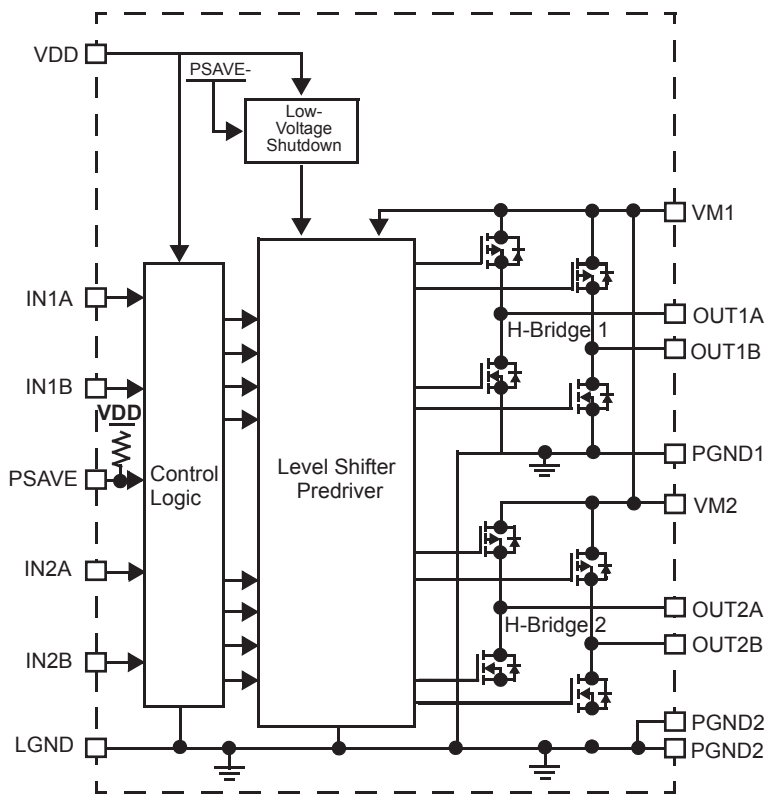 VDD
PSAVE-
Low-
Voltage
Shutdown
VM1
IN1A
OUT1A
H-Bridge 1
OUT1B
IN1B
VDD
PGND1
PSAVE
Control
Logic
Level Shifter
Predriver
VM2
IN2A
OUT2A
H-Bridge 2
OUT2B
IN2B
PGND2
LGND
PGND2